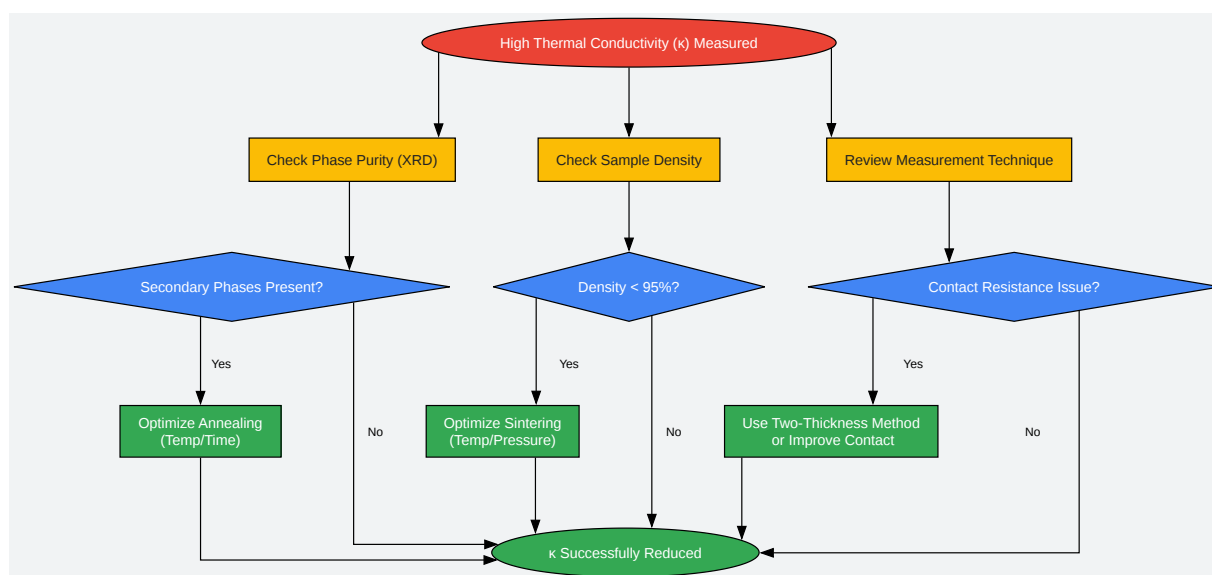 High Thermal Conductivity (κ) Measured
Check Phase Purity (XRD)
Check Sample Density
Review Measurement Technique
Secondary Phases Present?
Density < 95%?
Contact Resistance Issue?
Yes
Yes
Yes
Optimize Annealing
(Temp/Time)
Optimize Sintering
(Temp/Pressure)
Use Two-Thickness Method
or Improve Contact
No
No
No
κ Successfully Reduced